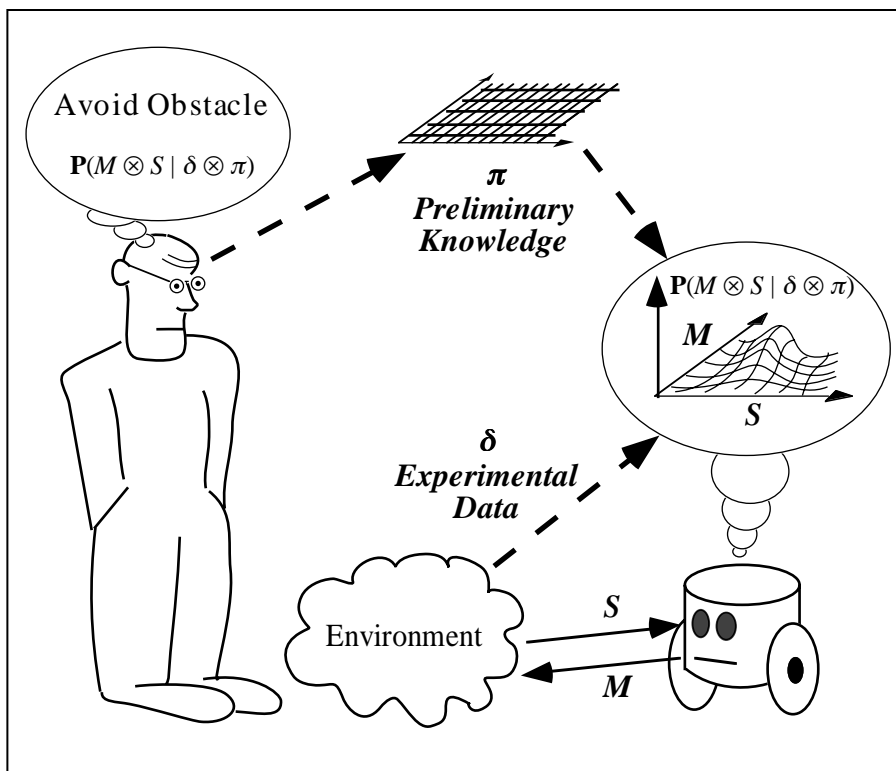 Avoid Obstacle
P(M ⊗ S | δ ⊗ π)
π
Preliminary
Knowledge
P(M ⊗ S | δ ⊗ π)
M
S
δ
Experimental
Data
Environment
S
M